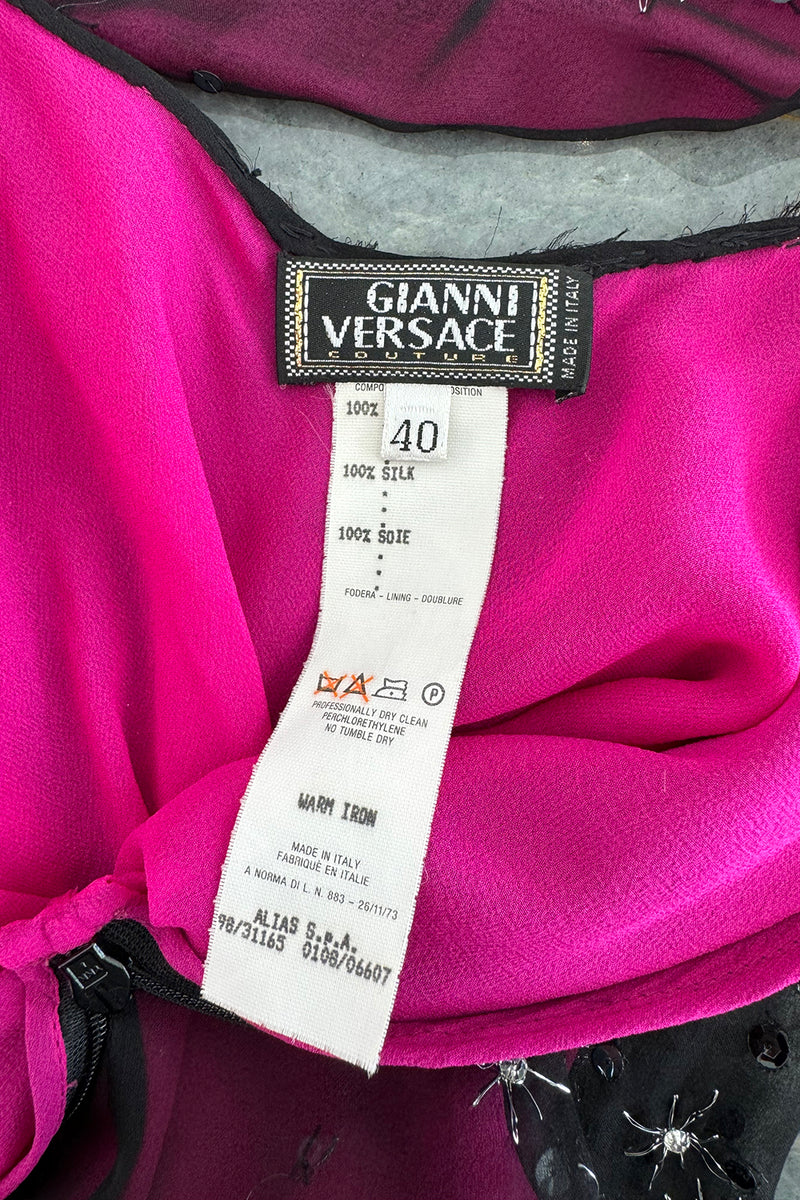 GIANNI
VERSACE
COUTURE
MADE IN ITALY
100%
40
100% SILK
100% SOIE
FODERA - LINING - DOUBLURE
P
PROFESSIONALLY DRY CLEAN
PERCHLORETHYLENE
NO TUMBLE DRY
WARM IRON
MADE IN ITALY
FABRIQUÉ EN ITALIE
A NORMA DI L. N. 883 - 26/11/73
ALIAS S.p.A.
98/31165 0108/06607